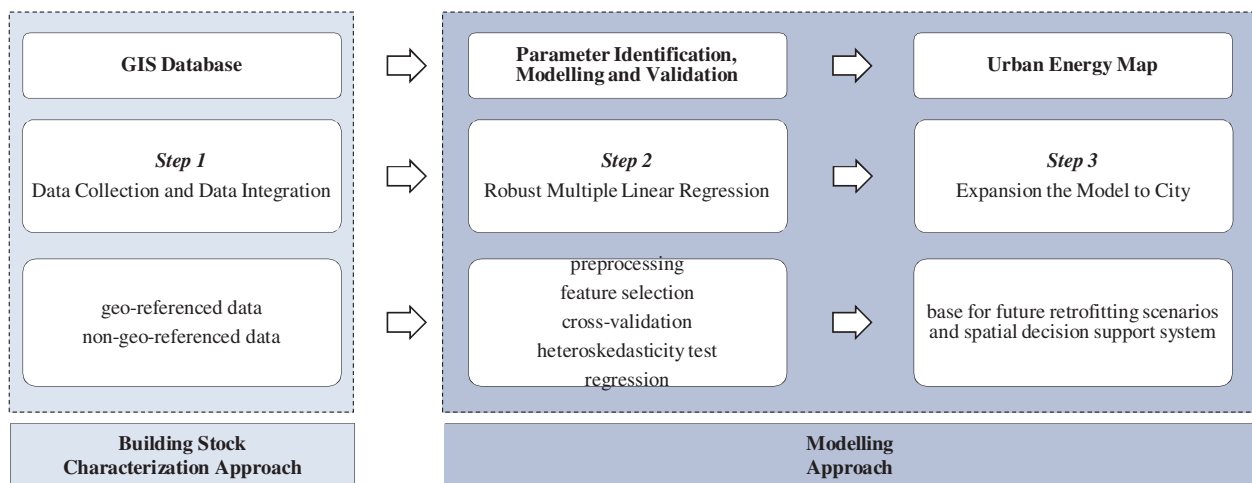 GIS Database
Parameter Identification,
Modelling and Validation
Urban Energy Map
Step 1
Data Collection and Data Integration
Step 2
Robust Multiple Linear Regression
Step 3
Expansion the Model to City
geo-referenced data
non-geo-referenced data
preprocessing
feature selection
cross-validation
heteroskedasticity test
regression
base for future retrofitting scenarios
and spatial decision support system
Building Stock
Characterization Approach
Modelling
Approach